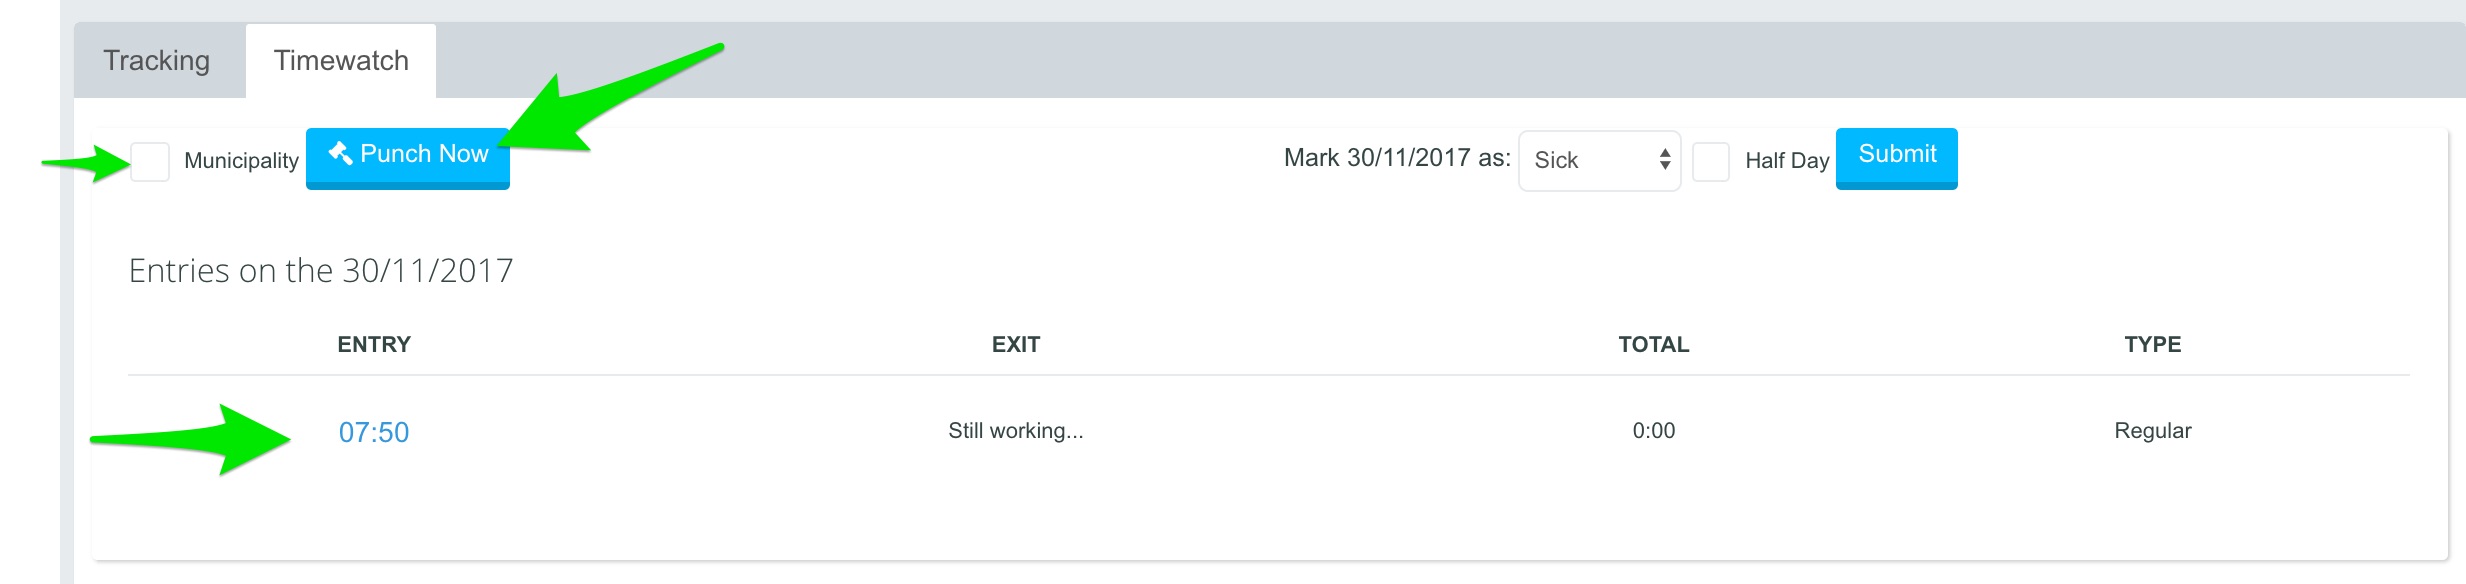 Tracking Timewatch
Municipality Punch Now Mark 30/11/2017 as: Sick Half Day Submit
Entries on the 30/11/2017
ENTRY EXIT TOTAL TYPE
07:50 Still working... 0:00 Regular